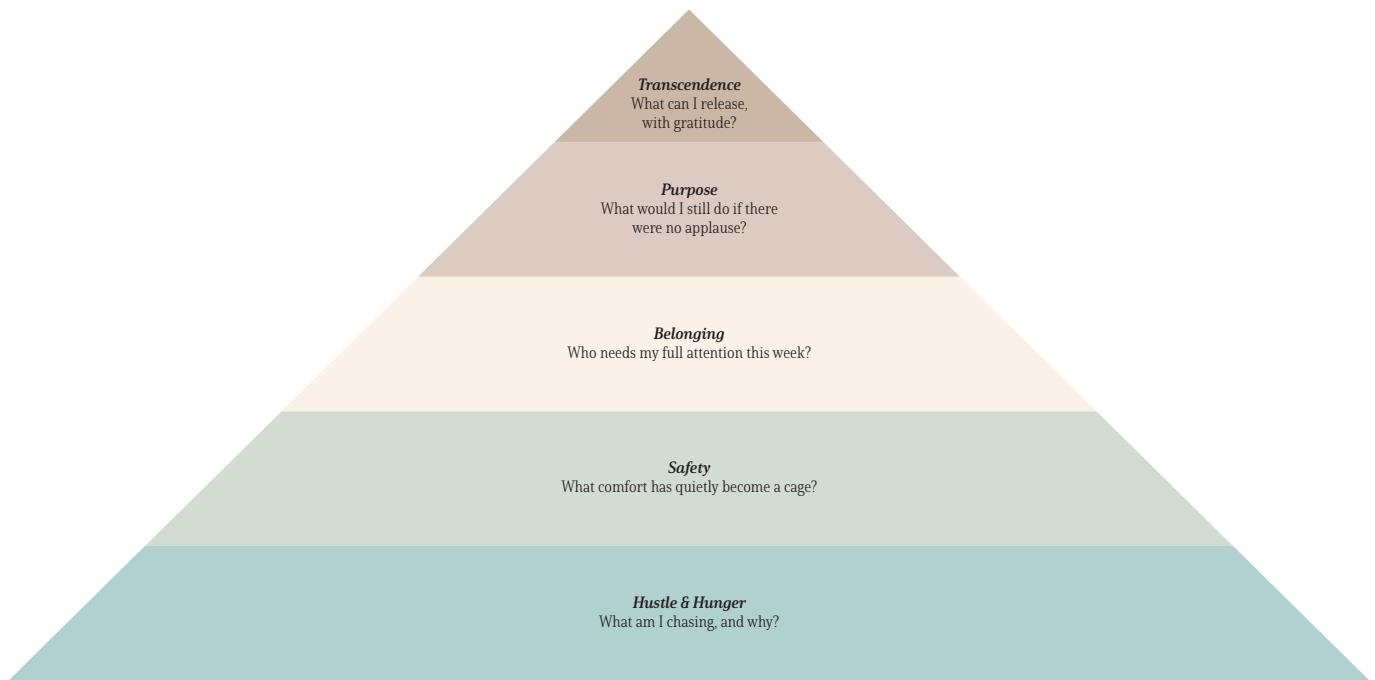 Transcendence
What can I release,
with gratitude?
Purpose
What would I still do if there
were no applause?
Belonging
Who needs my full attention this week?
Safety
What comfort has quietly become a cage?
Hustle & Hunger
What am I chasing, and why?